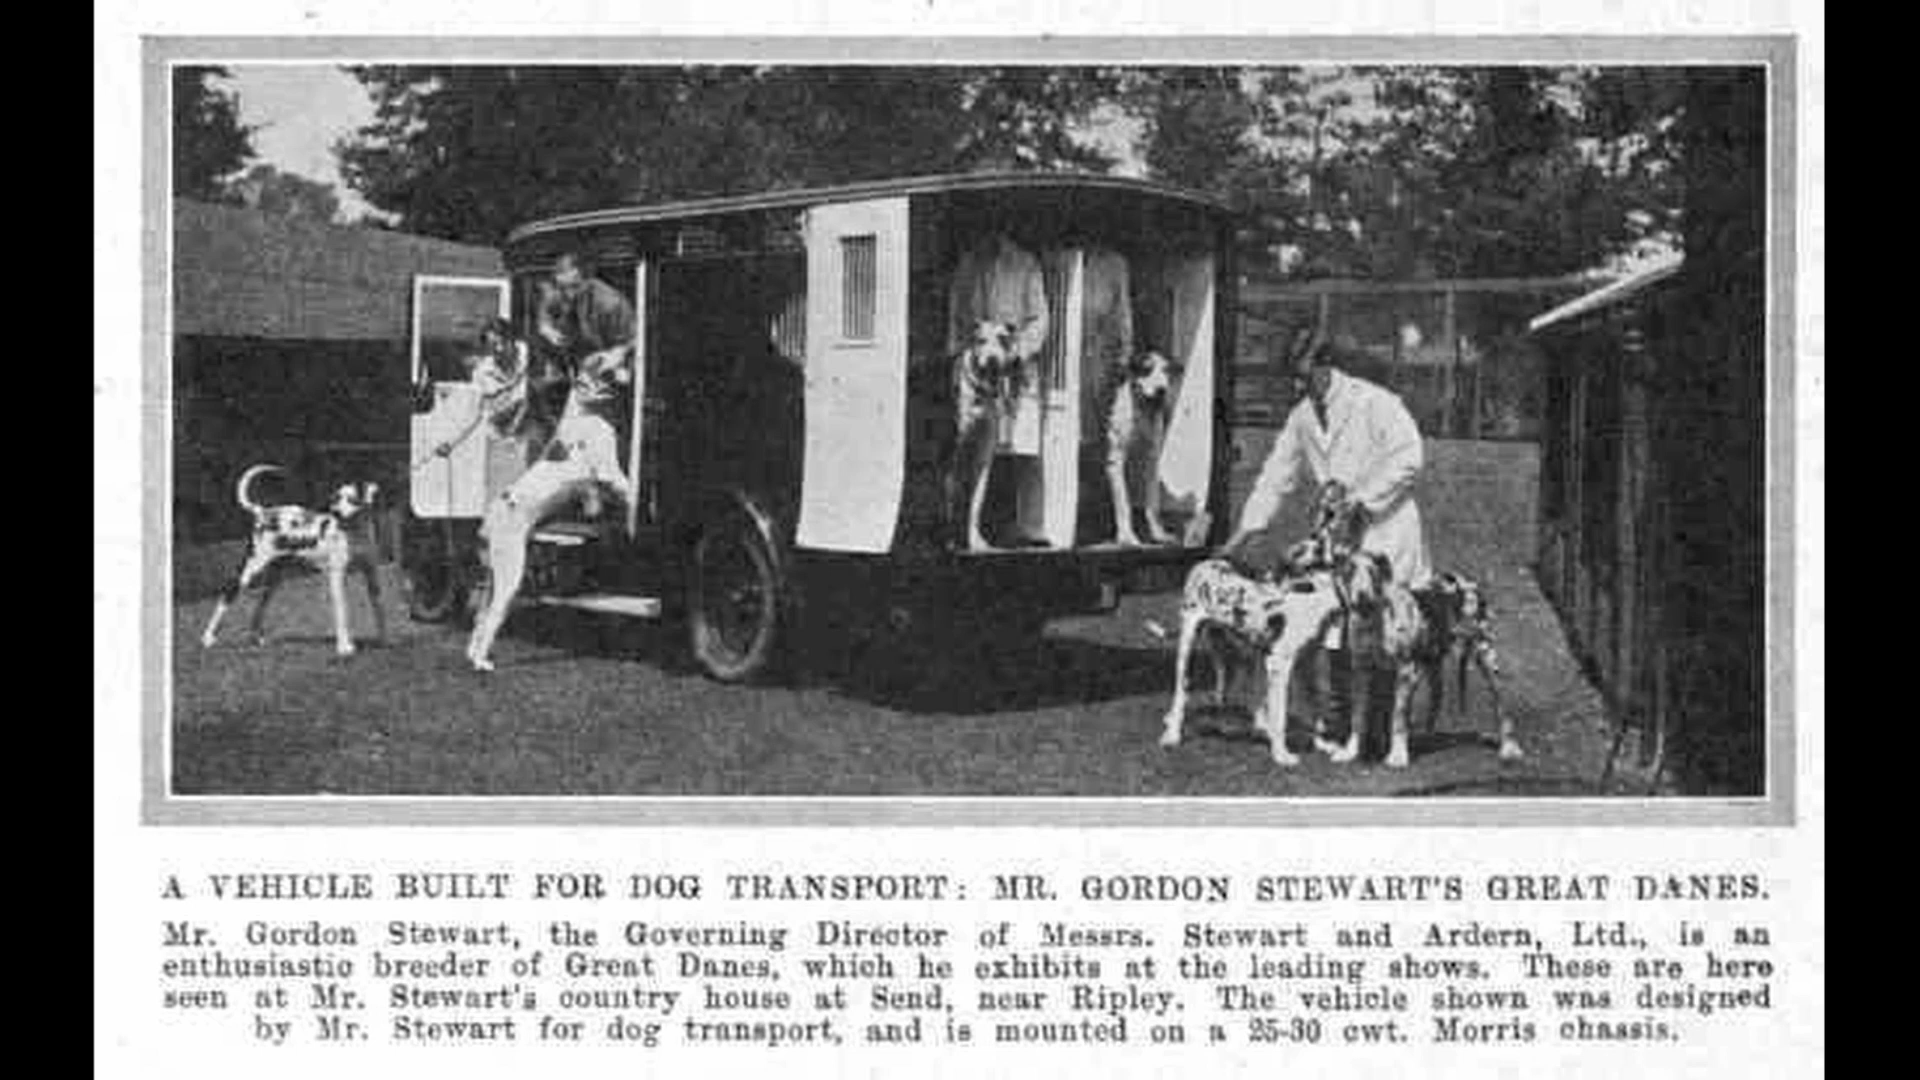 A VEHICLE BUILT FOR DOG TRANSPORT: MR. GORDON STEWART'S GREAT DANES.
Mr. Gordon Stewart, the Governing Director of Messrs. Stewart and Ardern, Ltd., is an
enthusiastic breeder of Great Danes, which he exhibits at the leading shows. These are here
seen at Mr. Stewart's country house at Send, near Ripley. The vehicle shown was designed
by Mr. Stewart for dog transport, and is mounted on a 25-30 cwt. Morris chassis.